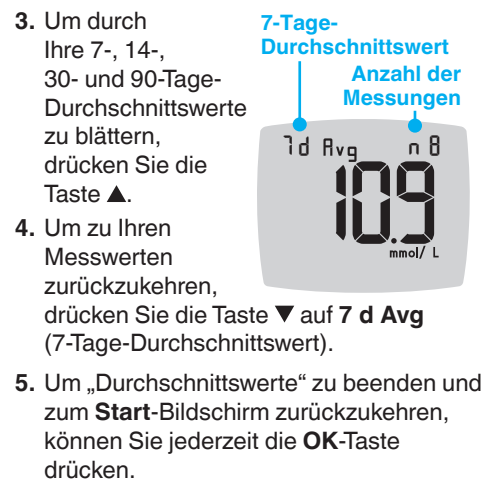 3. Um durch
Ihre 7-, 14-,
30- und 90-Tage-
Durchschnittswerte
zu blättern,
drücken Sie die
Taste ▲.
7-Tage-
Durchschnittswert
Anzahl der
Messungen
7d Avg n 8
10.9
mmol/ L
4. Um zu Ihren
Messwerten
zurückzukehren,
drücken Sie die Taste ▼ auf 7 d Avg
(7-Tage-Durchschnittswert).
5. Um „Durchschnittswerte“ zu beenden und
zum Start-Bildschirm zurückzukehren,
können Sie jederzeit die OK-Taste
drücken.